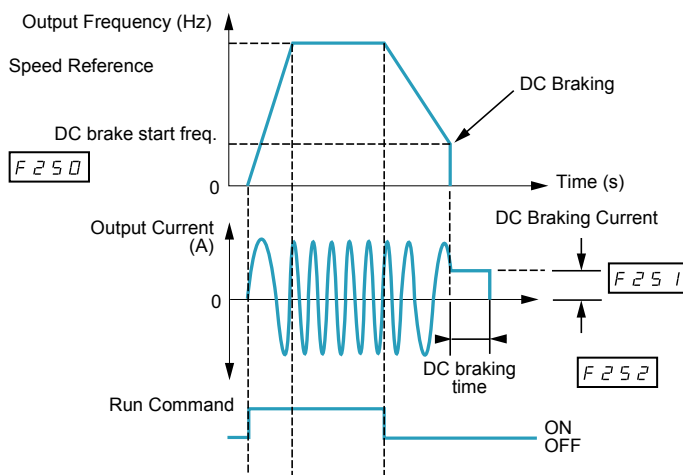 Output Frequency (Hz)
Speed Reference
DC Braking
DC brake start freq.
F250
0
Time (s)
Output Current
(A)
DC Braking Current
F251
0
DC braking
time
F252
Run Command
ON
OFF